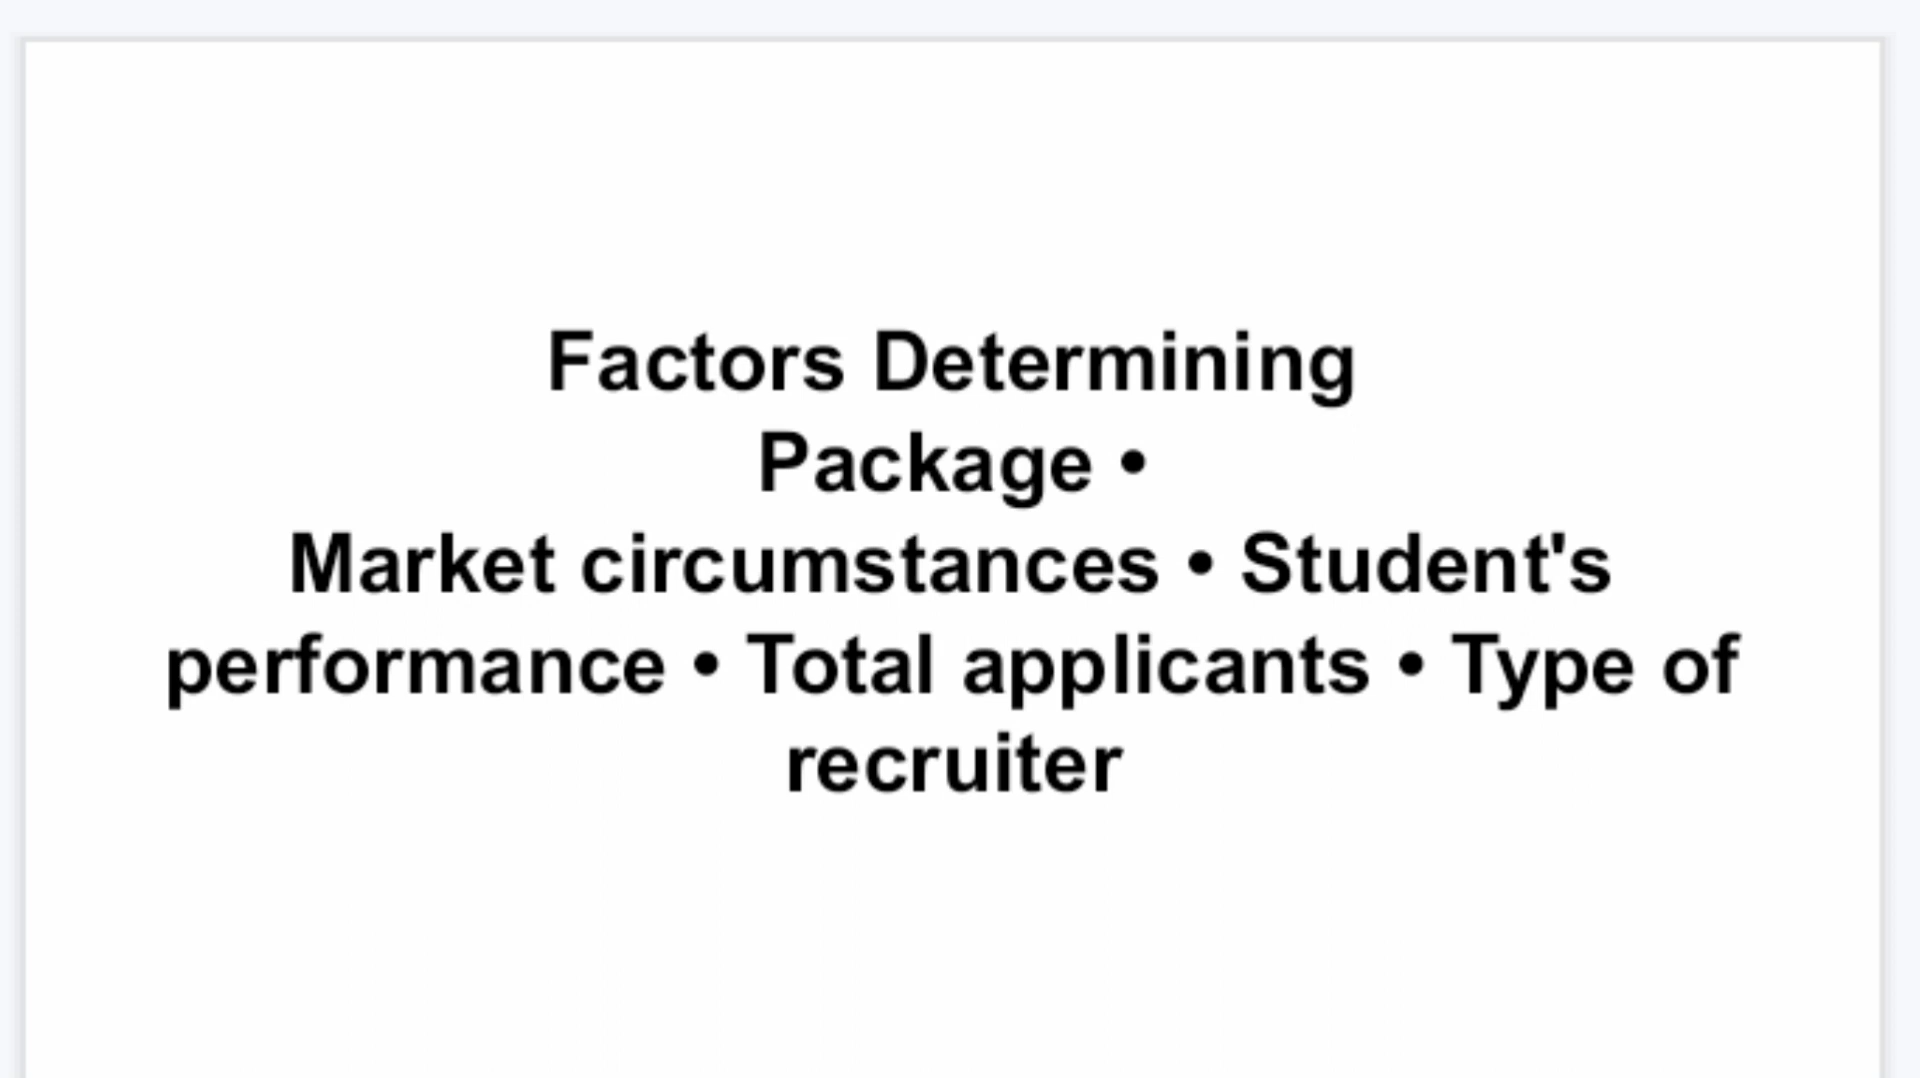 Factors Determining
Package •
Market circumstances • Student's
performance • Total applicants • Type of
recruiter